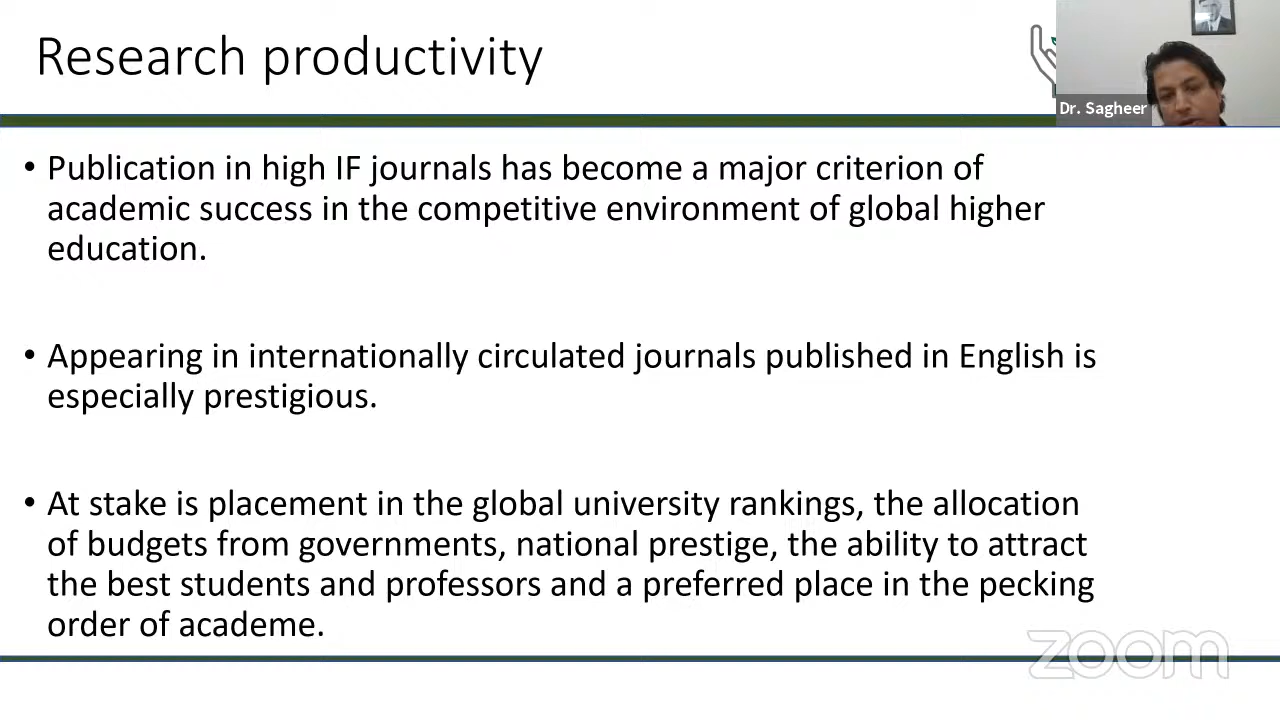 Research productivity
Dr. Sagheer
• Publication in high IF journals has become a major criterion of
academic success in the competitive environment of global higher
education.
• Appearing in internationally circulated journals published in English is
especially prestigious.
• At stake is placement in the global university rankings, the allocation
of budgets from governments, national prestige, the ability to attract
the best students and professors and a preferred place in the pecking
order of academe.
zoom